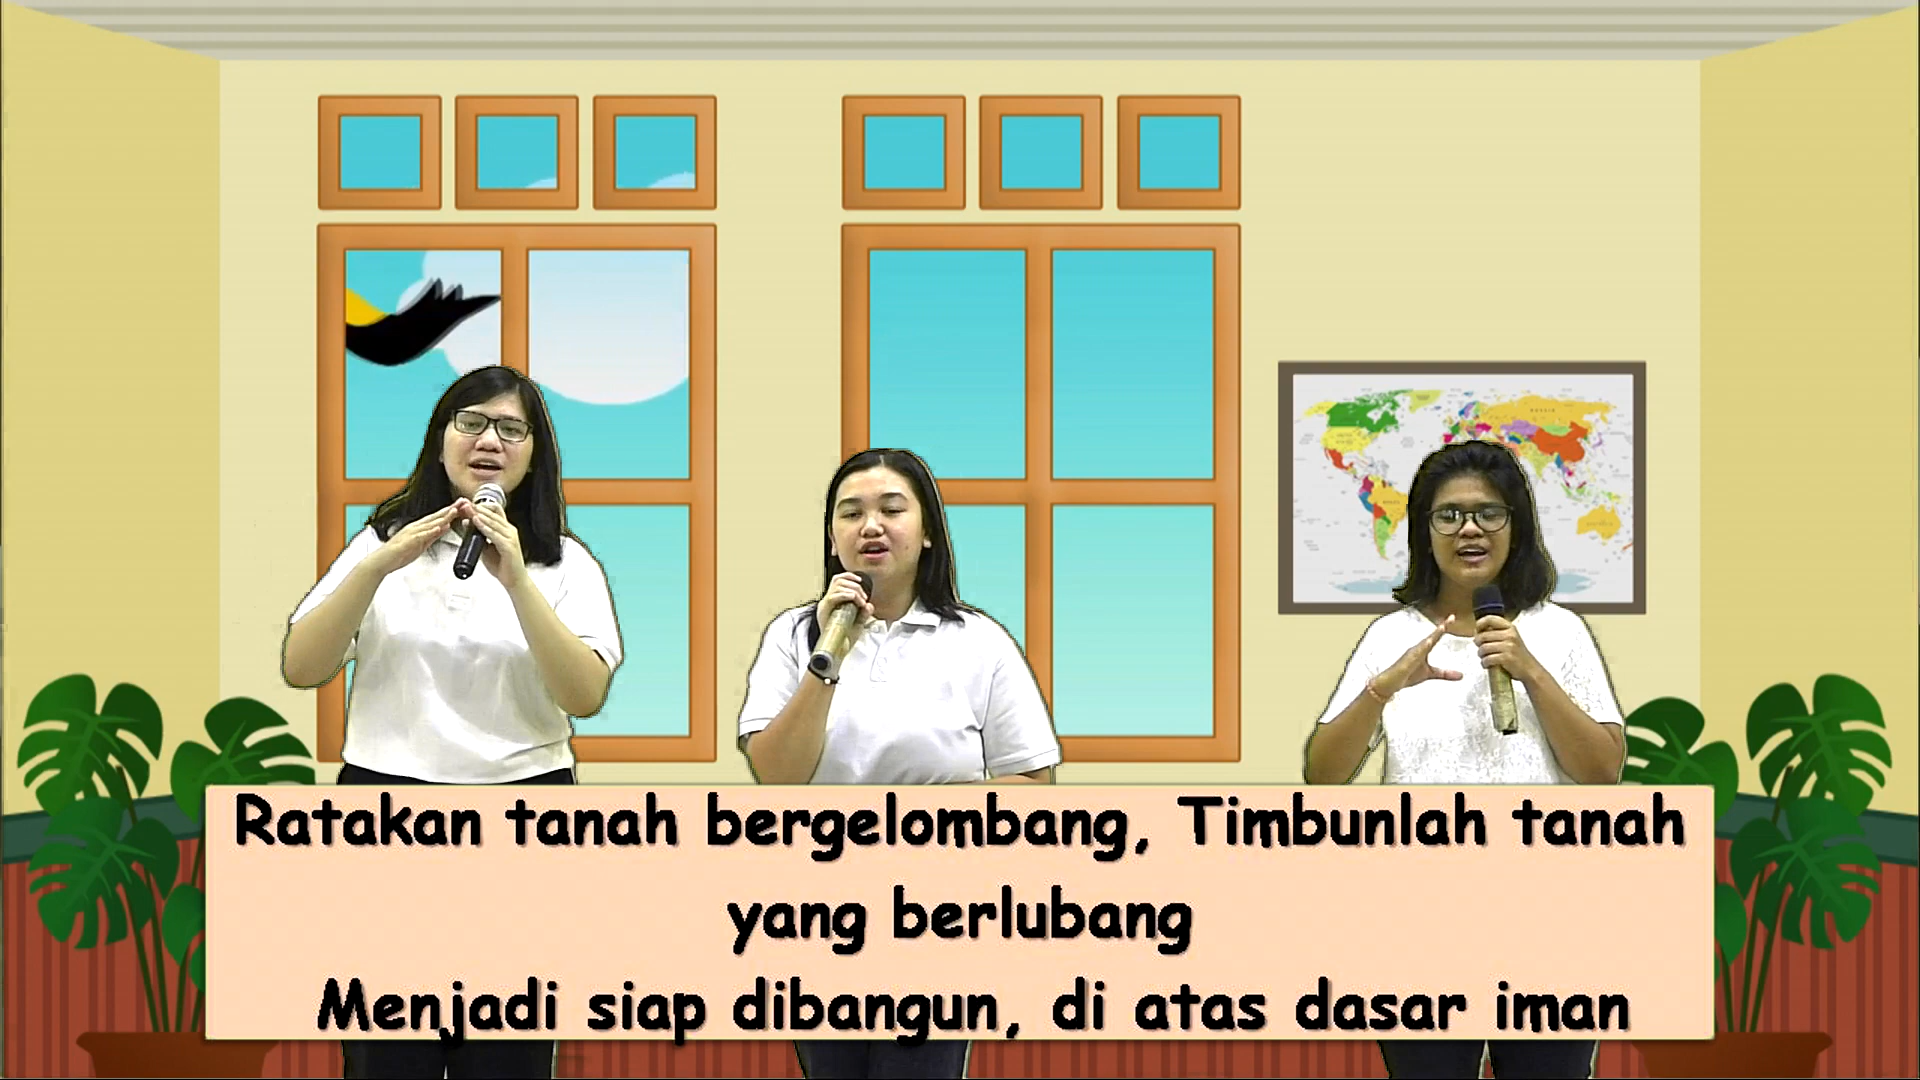 Ratakan tanah bergelombang, Timbunlah tanah
yang berlubang
Menjadi siap dibangun, di atas dasar iman